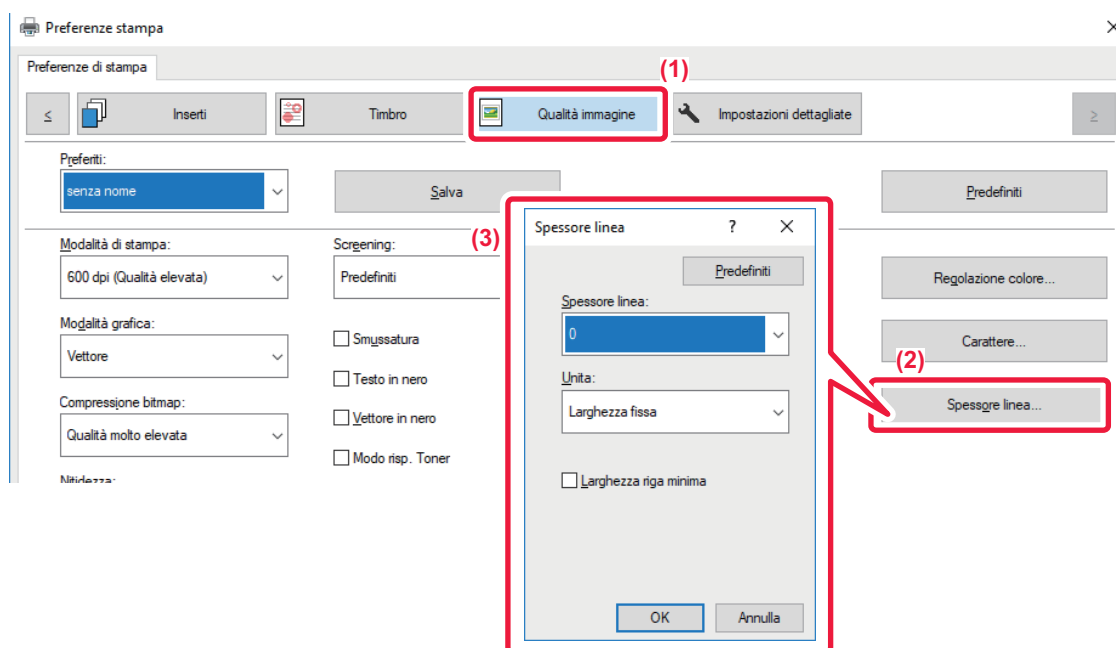 Preferenze stampa
Preferenze di stampa
(1)
≤ Inserti Timbro Qualità immagine Impostazioni dettagliate ≥
Preferiti:
senza nome
Salva
Predefiniti
Modalità di stampa:
600 dpi (Qualità elevata)
Modalità grafica:
Vettore
Compressione bitmap:
Qualità molto elevata
Nitidezza:
Screening:
Predefiniti
Smussatura
Testo in nero
Vettore in nero
Modo risp. Toner
(3)
Spessore linea ?
Predefiniti
Spessore linea:
0
Unita:
Larghezza fissa
Larghezza riga minima
OK Annulla
Regolazione colore...
Carattere...
(2)
Spessore linea...